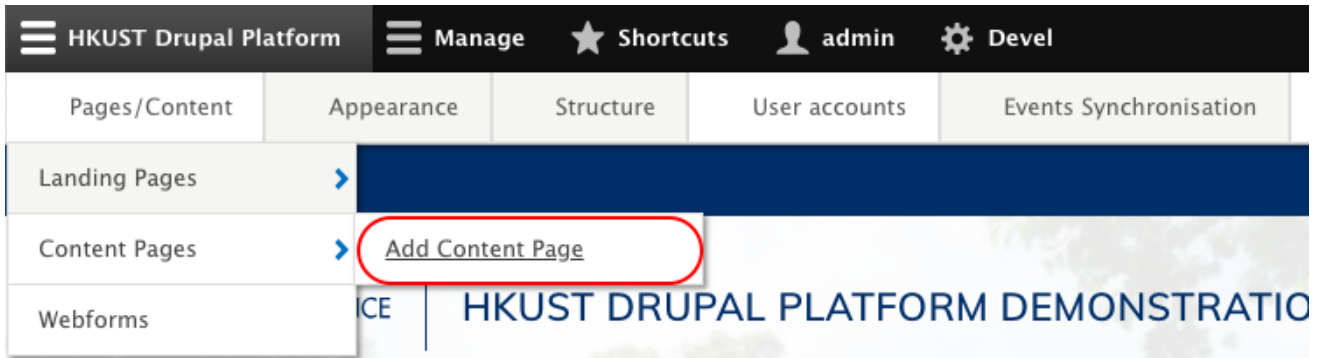 HKUST Drupal Platform Manage Shortcuts admin Devel
Pages/Content Appearance Structure User accounts Events Synchronisation
Landing Pages
Content Pages Add Content Page
Webforms ICE HKUST DRUPAL PLATFORM DEMONSTRATIO